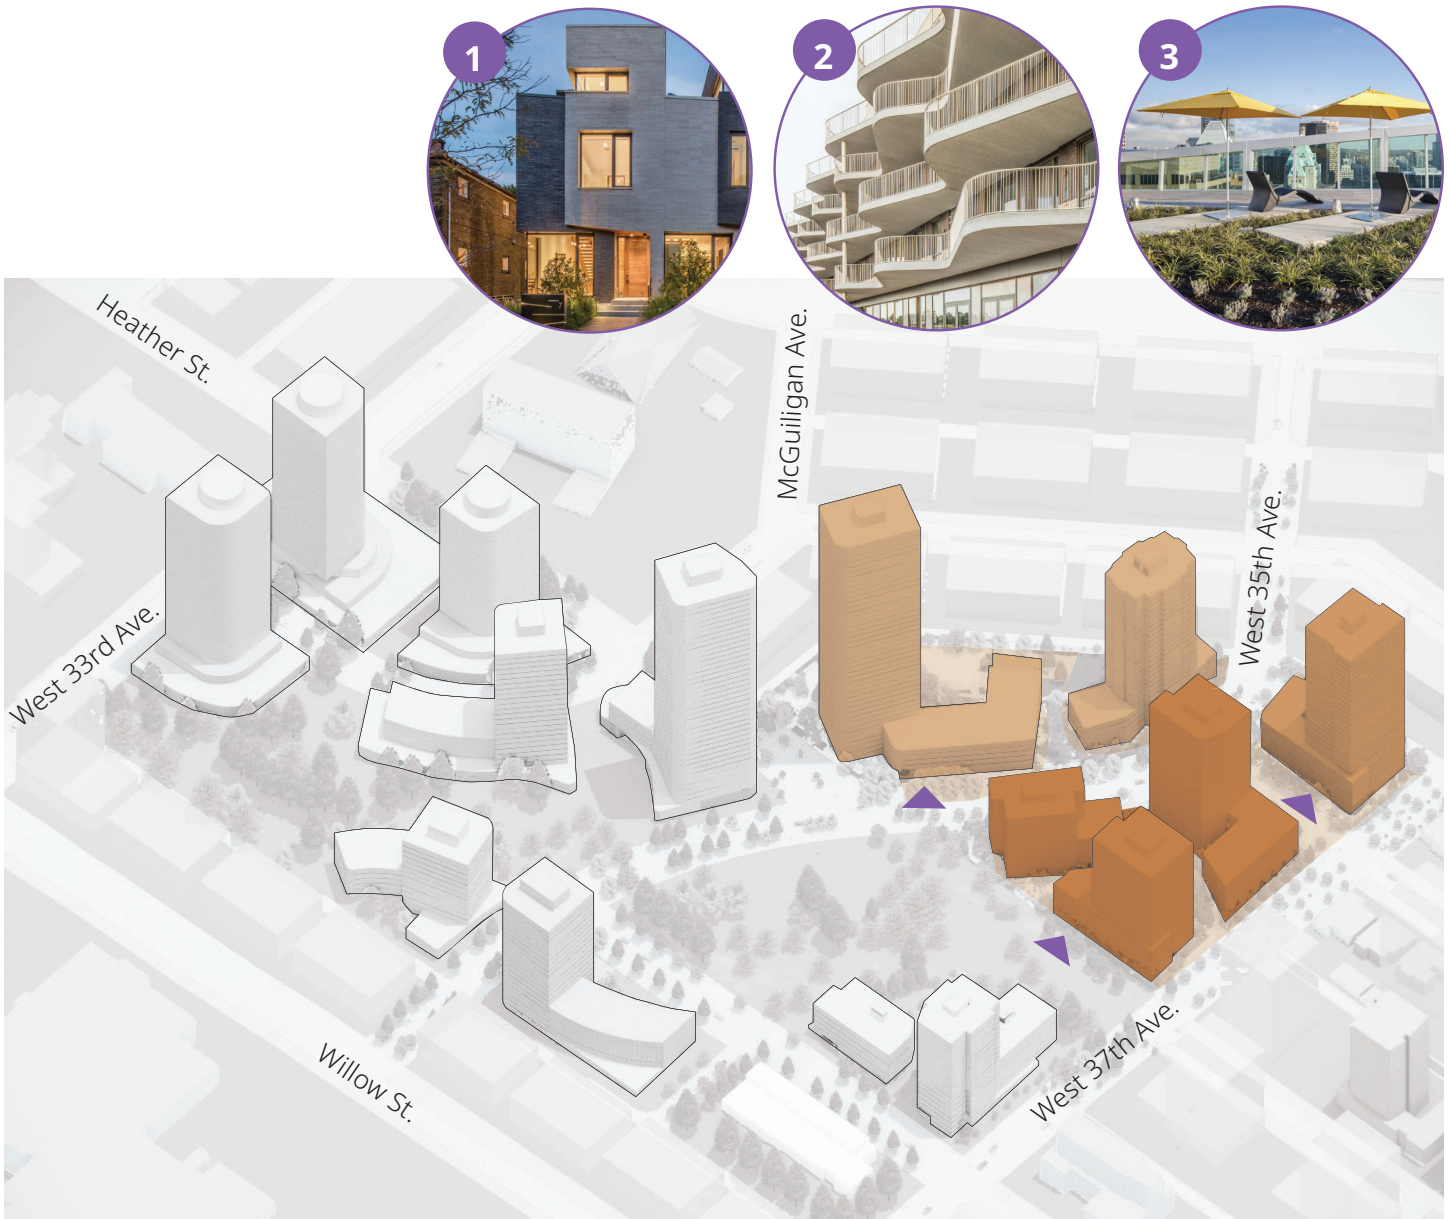 1
2
3
Heather St.
McGuiligan Ave.
West 35th Ave.
West 33rd Ave.
Willow St.
West 37th Ave.